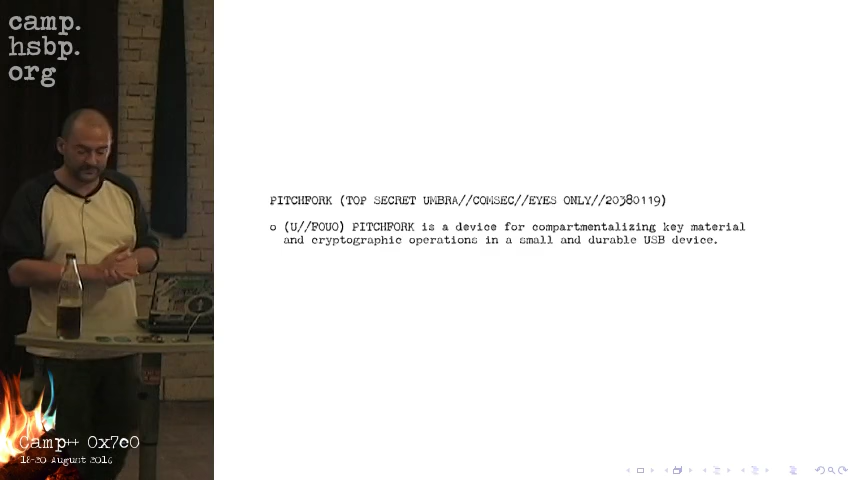 camp.
hsbp.
org
PITCHFORK (TOP SECRET UMBRA//COMSEC//EYES ONLY//20380119)
o (U//FOUO) PITCHFORK is a device for compartmentalizing key material
and cryptographic operations in a small and durable USB device.
Camp++ 0x7e0
18-20 August 2016